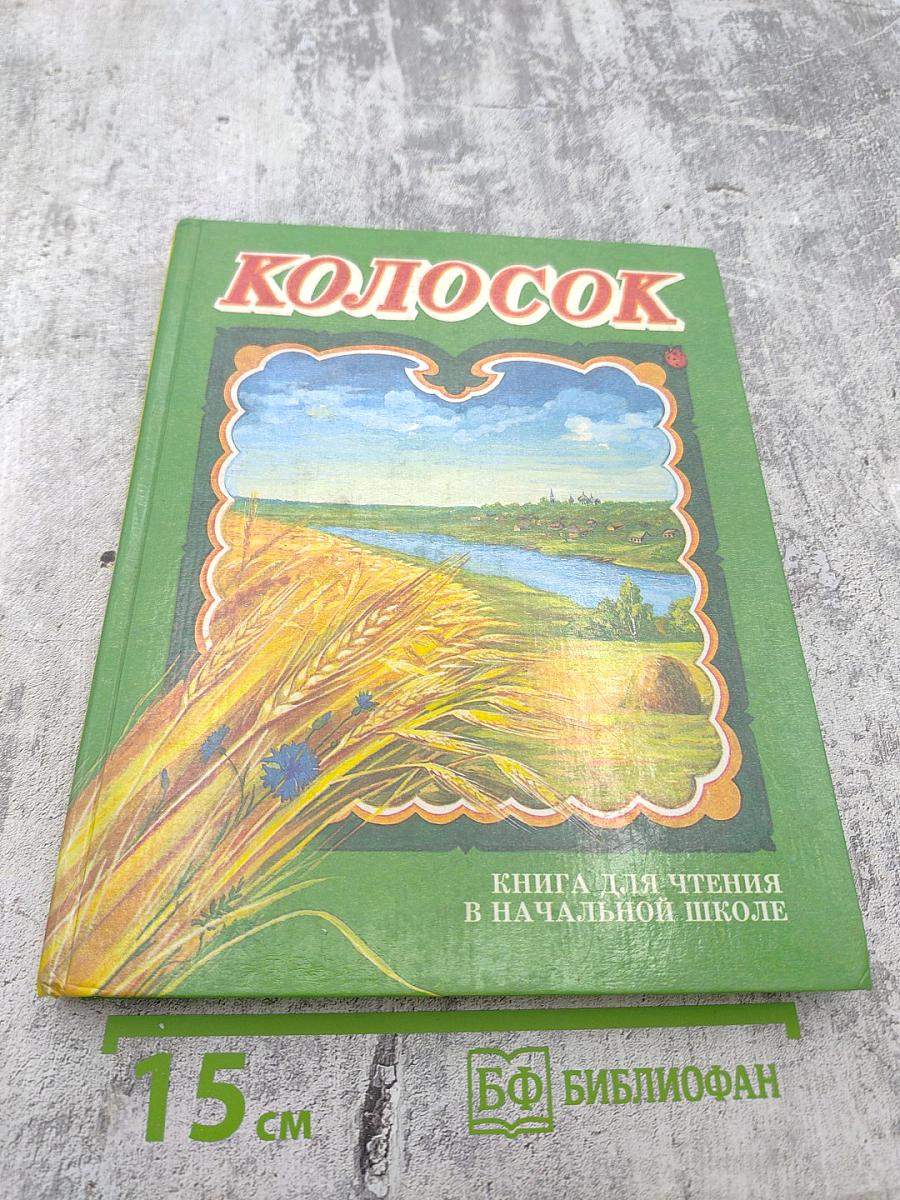 КОЛОСОК
КНИГА ДЛЯ ЧТЕНИЯ
В НАЧАЛЬНОЙ ШКОЛЕ
15 см
БФ БИБЛИОФАН